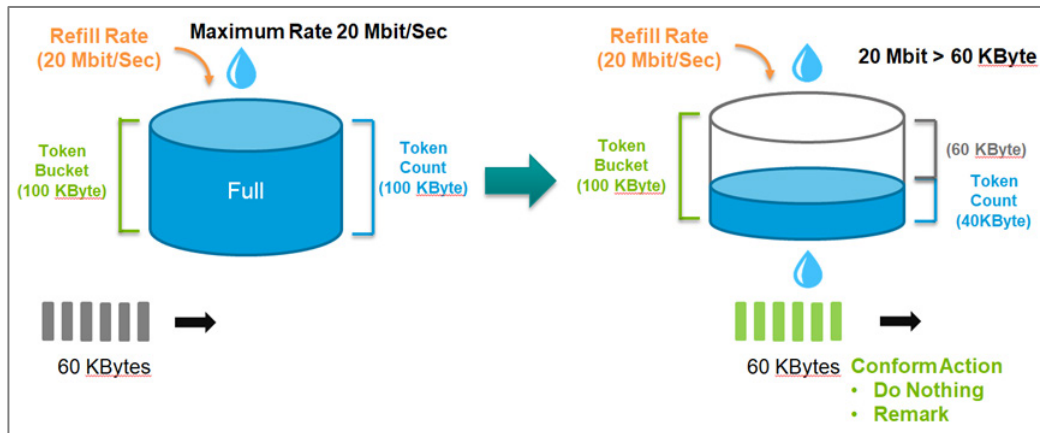 Refill Rate
(20 Mbit/Sec)
Maximum Rate 20 Mbit/Sec
Token
Bucket
(100 KByte)
Full
Token
Count
(100 KByte)
60 KBytes
Refill Rate
(20 Mbit/Sec)
20 Mbit > 60 KByte
Token
Bucket
(100 KByte)
(60 KByte)
Token
Count
(40KByte)
60 KBytes
Conform Action
• Do Nothing
• Remark